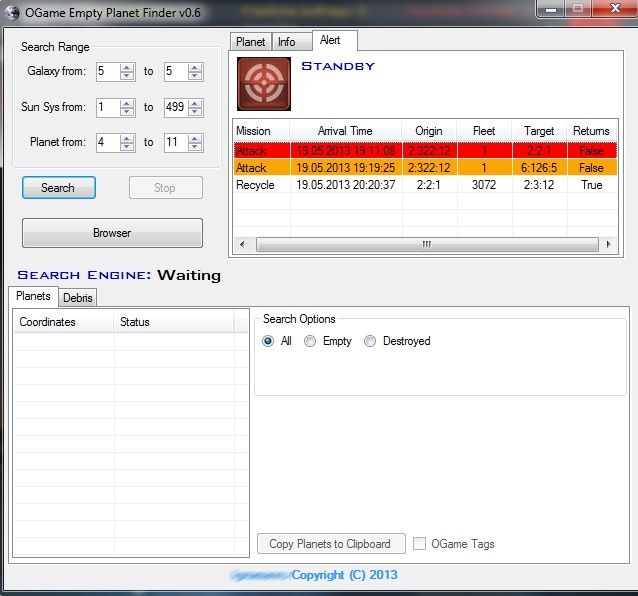 OGame Empty Planet Finder v0.6
Search Range
Galaxy from: 5 to 5
Sun Sys from: 1 to 499
Planet from: 4 to 11
Search Stop
Browser
Planet Info Alert
STANDBY
Mission Arrival Time Origin Fleet Target Returns
Attack 19.05.2013 19:11:08 2:322:12 1 2:2:1 False
Attack 19.05.2013 19:19:25 2:322:12 1 6:126:5 False
Recycle 19.05.2013 20:20:37 2:2:1 3072 2:3:12 True
SEARCH ENGINE: Waiting
Planets Debris
Coordinates Status
Search Options
All Empty Destroyed
Copy Planets to Clipboard OGame Tags
Copyright (C) 2013